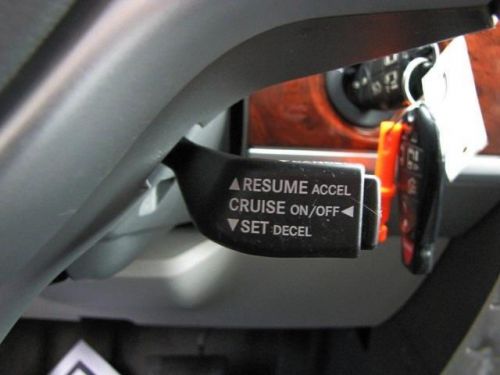 ▲RESUME ACCEL
CRUISE ON/OFF◄
▼SET DECEL